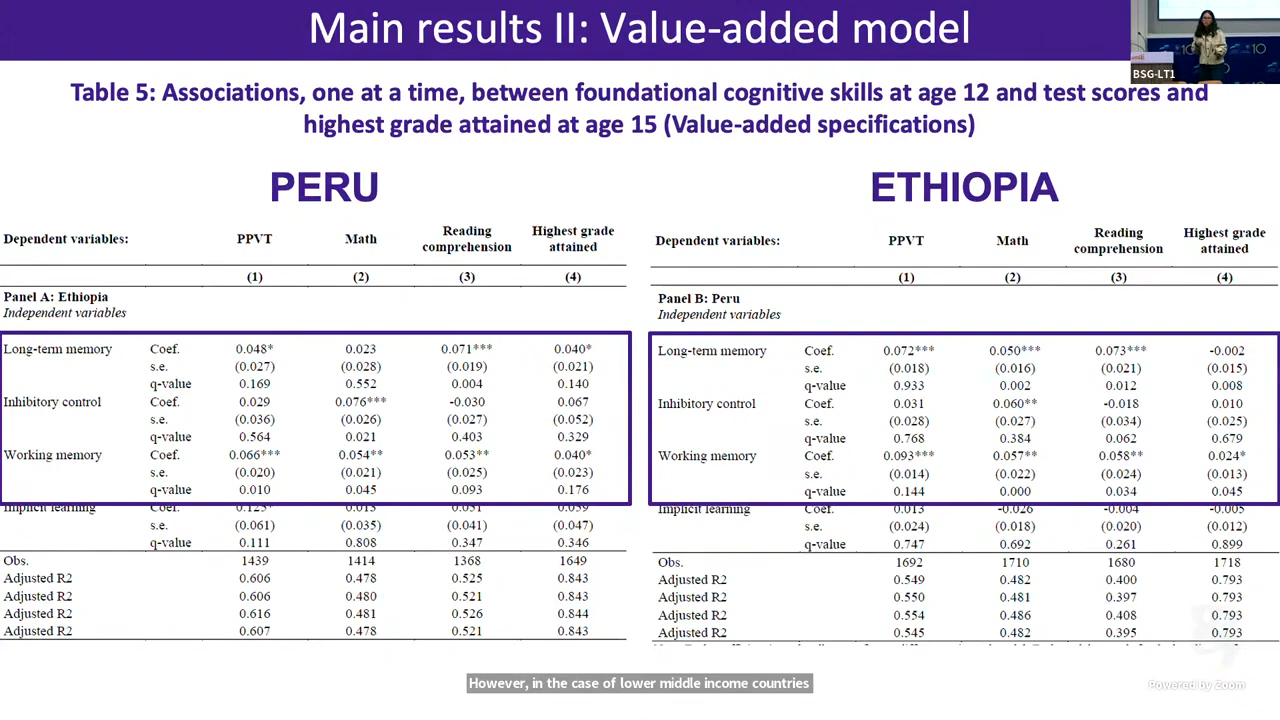 Main results II: Value-added model
BSG-LT1
Table 5: Associations, one at a time, between foundational cognitive skills at age 12 and test scores and
highest grade attained at age 15 (Value-added specifications)
PERU
Dependent variables: PPVT Math Reading comprehension Highest grade attained
(1) (2) (3) (4)
Panel A: Ethiopia
Independent variables
Long-term memory Coef. 0.048* 0.023 0.071*** 0.040*
s.e. (0.027) (0.028) (0.019) (0.021)
q-value 0.169 0.552 0.004 0.140
Inhibitory control Coef. 0.029 0.076*** -0.030 0.067
s.e. (0.036) (0.026) (0.027) (0.052)
q-value 0.564 0.021 0.403 0.329
Working memory Coef. 0.066*** 0.054** 0.053** 0.040*
s.e. (0.020) (0.021) (0.025) (0.023)
q-value 0.010 0.045 0.093 0.176
Implicit learning Coef. 0.125* 0.013 0.051 0.059
s.e. (0.061) (0.035) (0.041) (0.047)
q-value 0.111 0.808 0.347 0.346
Obs. 1439 1414 1368 1649
Adjusted R2 0.606 0.478 0.525 0.843
Adjusted R2 0.606 0.480 0.521 0.843
Adjusted R2 0.616 0.481 0.526 0.844
Adjusted R2 0.607 0.478 0.521 0.843
ETHIOPIA
Dependent variables: PPVT Math Reading comprehension Highest grade attained
(1) (2) (3) (4)
Panel B: Peru
Independent variables
Long-term memory Coef. 0.072*** 0.050*** 0.073*** -0.002
s.e. (0.018) (0.016) (0.021) (0.015)
q-value 0.933 0.002 0.012 0.008
Inhibitory control Coef. 0.031 0.060** -0.018 0.010
s.e. (0.028) (0.027) (0.034) (0.025)
q-value 0.768 0.384 0.062 0.679
Working memory Coef. 0.093*** 0.057** 0.058** 0.024*
s.e. (0.014) (0.022) (0.024) (0.013)
q-value 0.144 0.000 0.034 0.045
Implicit learning Coef. 0.013 -0.026 -0.004 -0.005
s.e. (0.024) (0.018) (0.020) (0.012)
q-value 0.747 0.692 0.261 0.899
Obs. 1692 1710 1680 1718
Adjusted R2 0.549 0.482 0.400 0.793
Adjusted R2 0.550 0.481 0.397 0.793
Adjusted R2 0.554 0.486 0.408 0.793
Adjusted R2 0.545 0.482 0.395 0.793
However, in the case of lower middle income countries
Powered by Zoom